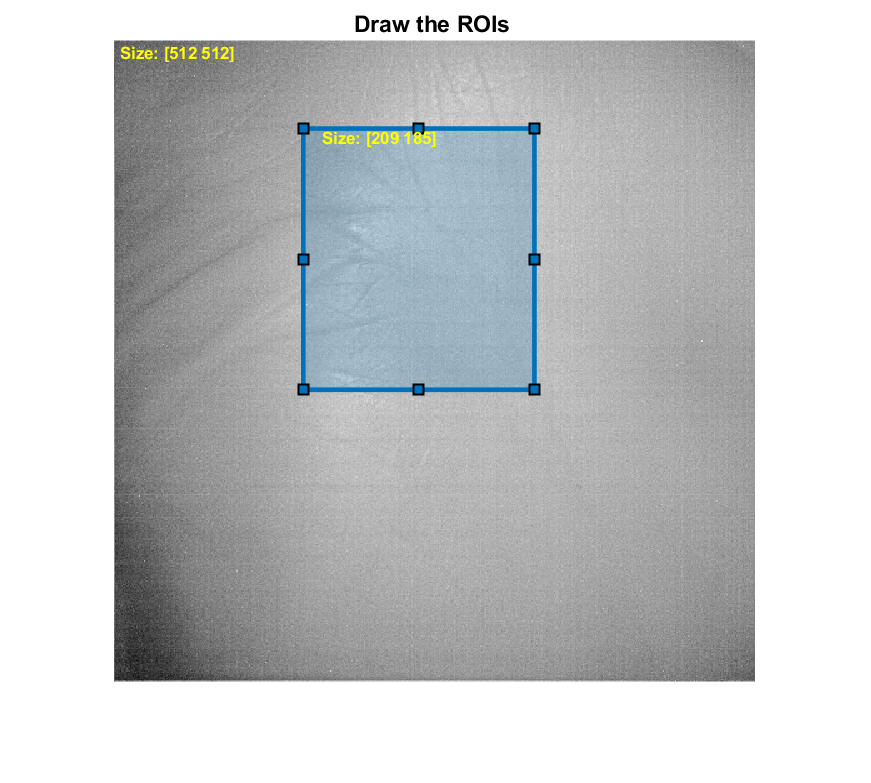 Draw the ROIs
Size: [512 512]
Size: [209 185]